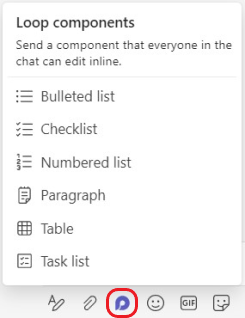 Loop components
Send a component that everyone in the
chat can edit inline.
Bulleted list
Checklist
Numbered list
Paragraph
Table
Task list
GIF